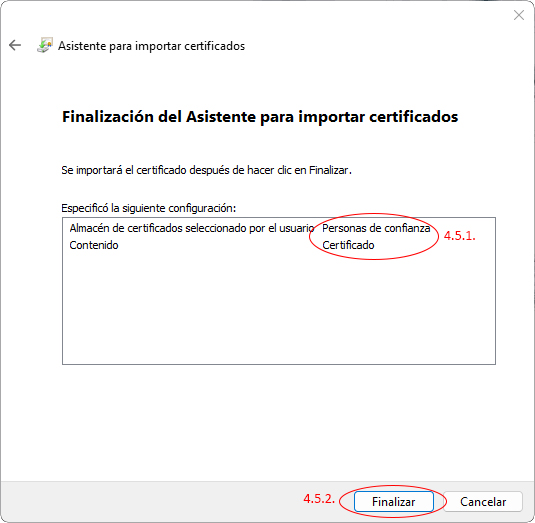 Asistente para importar certificados
Finalización del Asistente para importar certificados
Se importará el certificado después de hacer clic en Finalizar.
Especificó la siguiente configuración:
Almacén de certificados seleccionado por el usuario Personas de confianza
Contenido Certificado
4.5.1.
4.5.2. Finalizar Cancelar